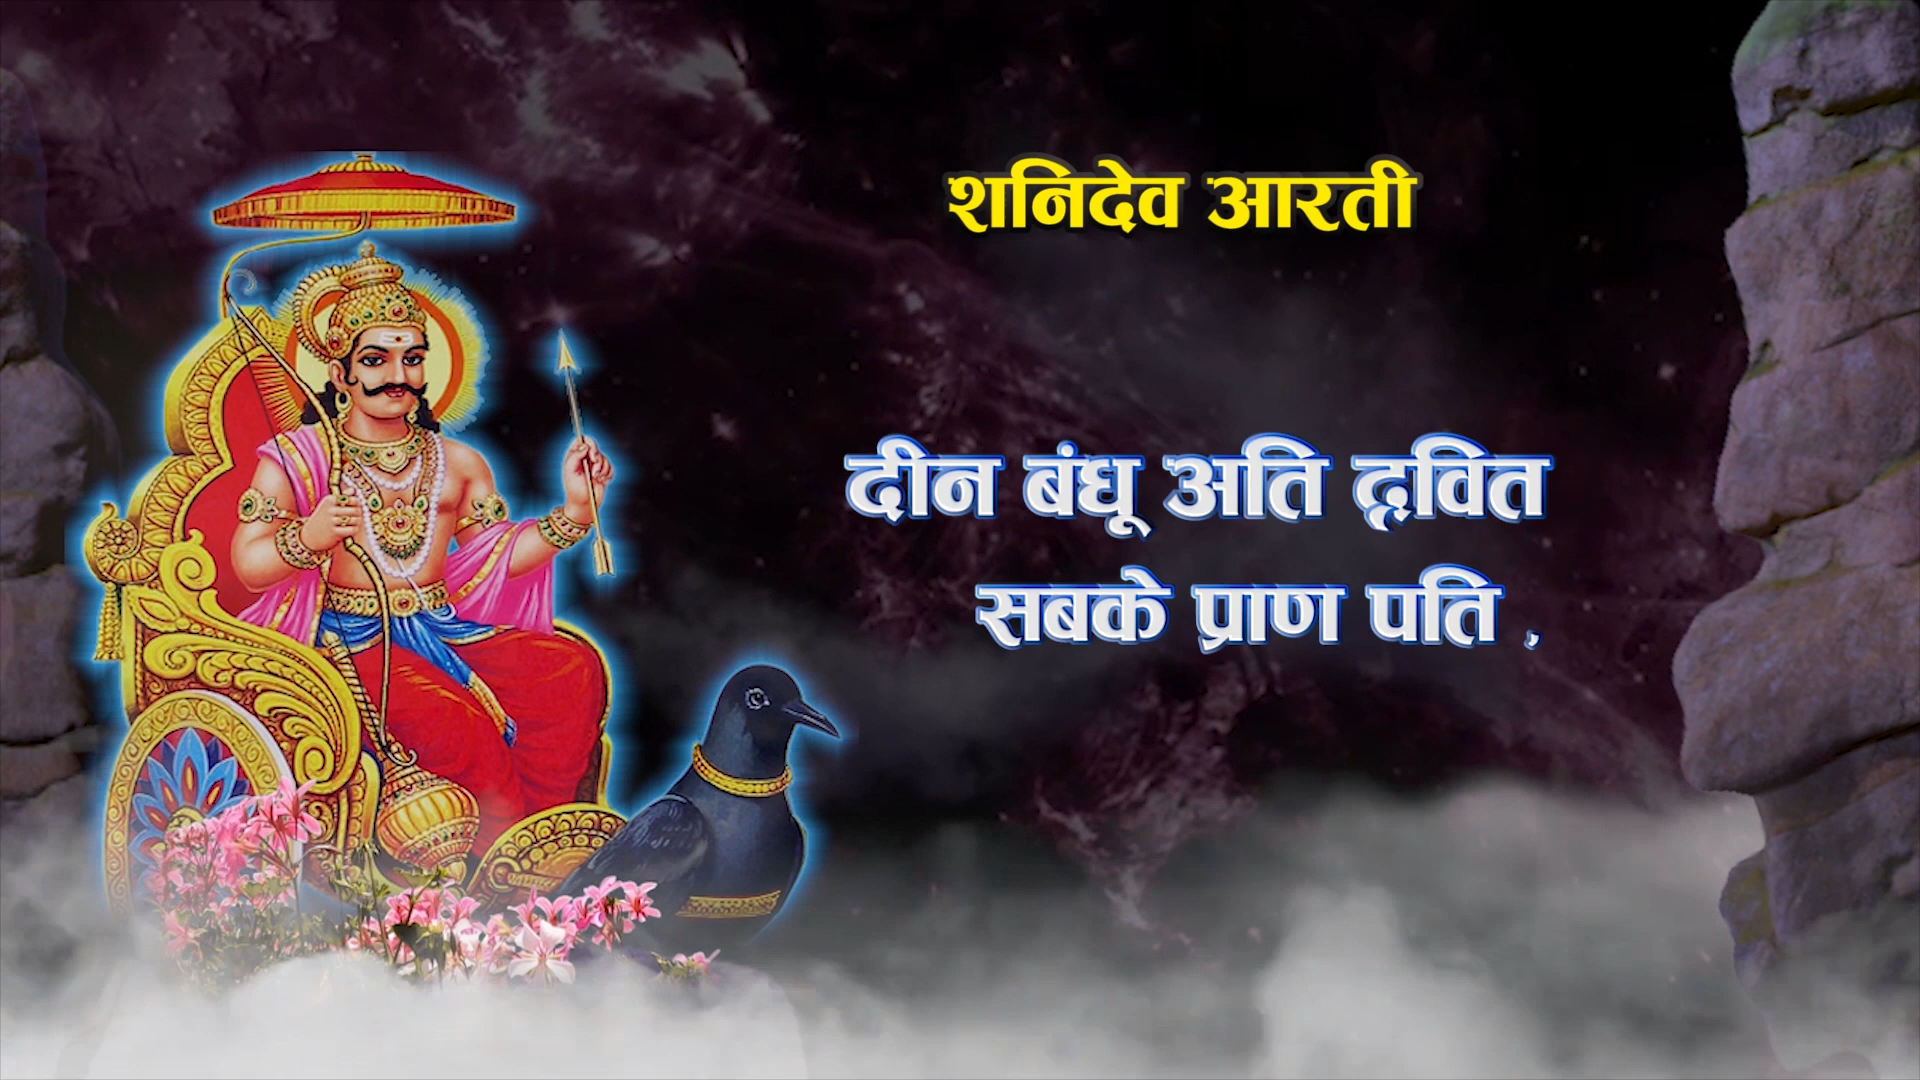 शनिदेव आरती
दीन बंधू अति द्रवित
सबके प्राण पति ,